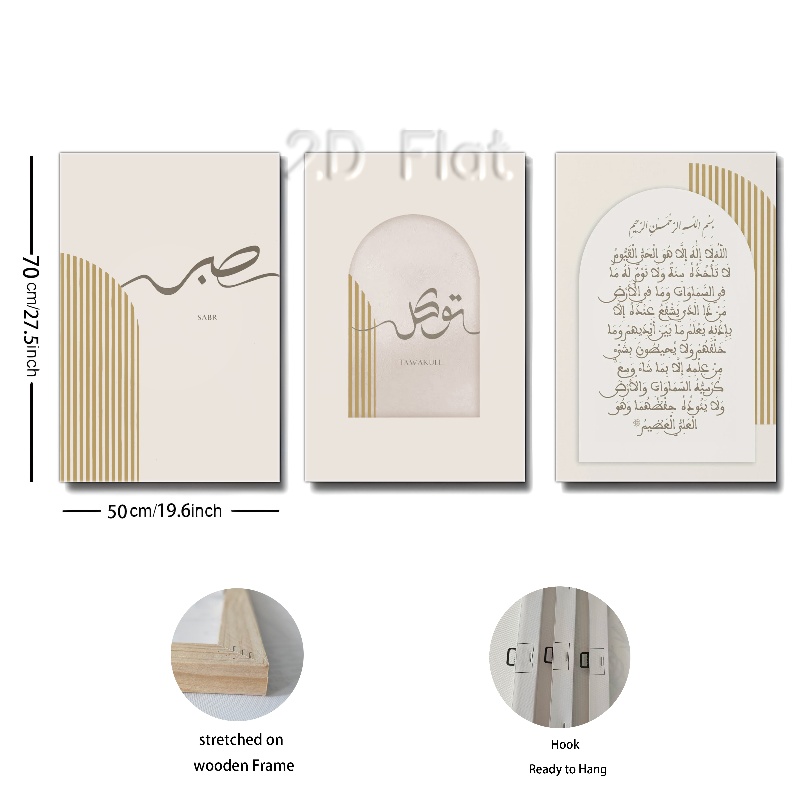 2D Flat
70cm/27.5inch
صبر
SABR
توكل
TAWAKULL
بسم الله الرحمن الرحيم
الله لا إله إلا هو الحي القيوم
لا تأخذه سنة ولا نوم له ما
في السماوات وما في الأرض
من ذا الذي يشفع عنده إلا
بإذنه يعلم ما بين أيديهم وما
خلفهم ولا يحيطون بشيء
من علمه إلا بما شاء وسع
كرسيه السماوات والأرض
ولا يئوده حفظهما وهو
العلي العظيم
50cm/19.6inch
stretched on
wooden Frame
Hook
Ready to Hang